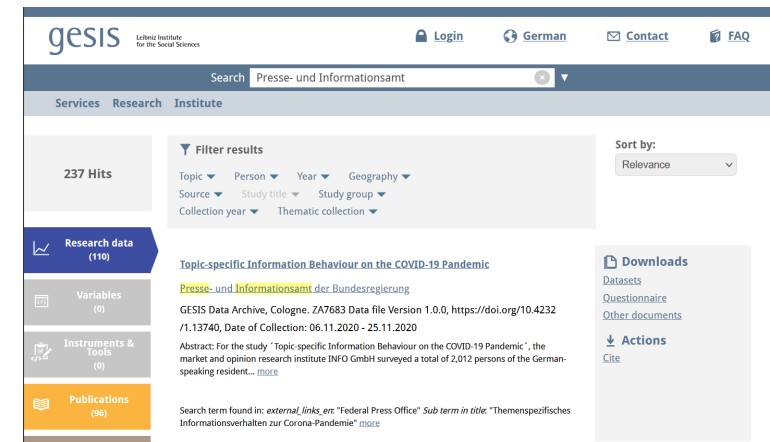 gesis Leibniz Institute
for the Social Sciences
Login German Contact FAQ
Search Presse- und Informationsamt
Services Research Institute
237 Hits
Filter results
Topic Person Year Geography
Source Study title Study group
Collection year Thematic collection
Sort by:
Relevance
Research data
(110)
Variables
(0)
Instruments &
Tools
(0)
Publications
(96)
Topic-specific Information Behaviour on the COVID-19 Pandemic
Presse- und Informationsamt der Bundesregierung
GESIS Data Archive, Cologne. ZA7683 Data file Version 1.0.0, https://doi.org/10.4232
/1.13740, Date of Collection: 06.11.2020 - 25.11.2020
Abstract: For the study ´Topic-specific Information Behaviour on the COVID-19 Pandemic´, the
market and opinion research institute INFO GmbH surveyed a total of 2,012 persons of the German-
speaking resident... more
Search term found in: external_links_en: "Federal Press Office" Sub term in title: "Themenspezifisches
Informationsverhalten zur Corona-Pandemie" more
Downloads
Datasets
Questionnaire
Other documents
Actions
Cite